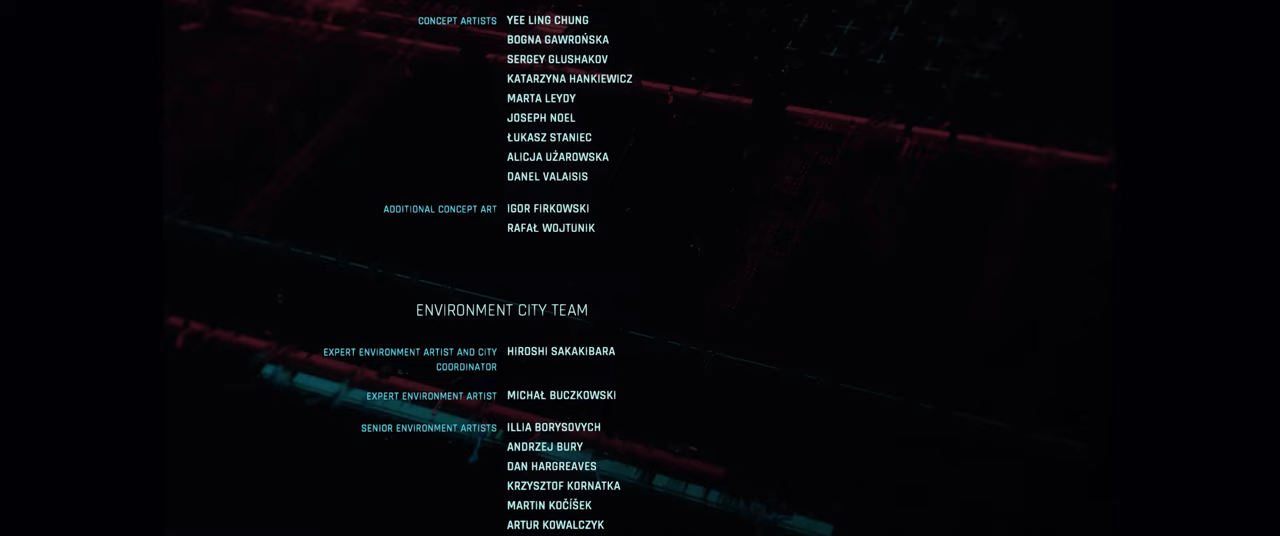 CONCEPT ARTISTS YEE LING CHUNG
BOGNA GAWROŃSKA
SERGEY GLUSHAKOV
KATARZYNA HANKIEWICZ
MARTA LEYDY
JOSEPH NOEL
ŁUKASZ STANIEC
ALICJA UŻAROWSKA
DANEL VALAISIS
ADDITIONAL CONCEPT ART IGOR FIRKOWSKI
RAFAŁ WOJTUNIK
ENVIRONMENT CITY TEAM
EXPERT ENVIRONMENT ARTIST AND CITY HIROSHI SAKAKIBARA
COORDINATOR
EXPERT ENVIRONMENT ARTIST MICHAŁ BUCZKOWSKI
SENIOR ENVIRONMENT ARTISTS ILLIA BORYSOVYCH
ANDRZEJ BURY
DAN HARGREAVES
KRZYSZTOF KORNATKA
MARTIN KOČÍŠEK
ARTUR KOWALCZYK